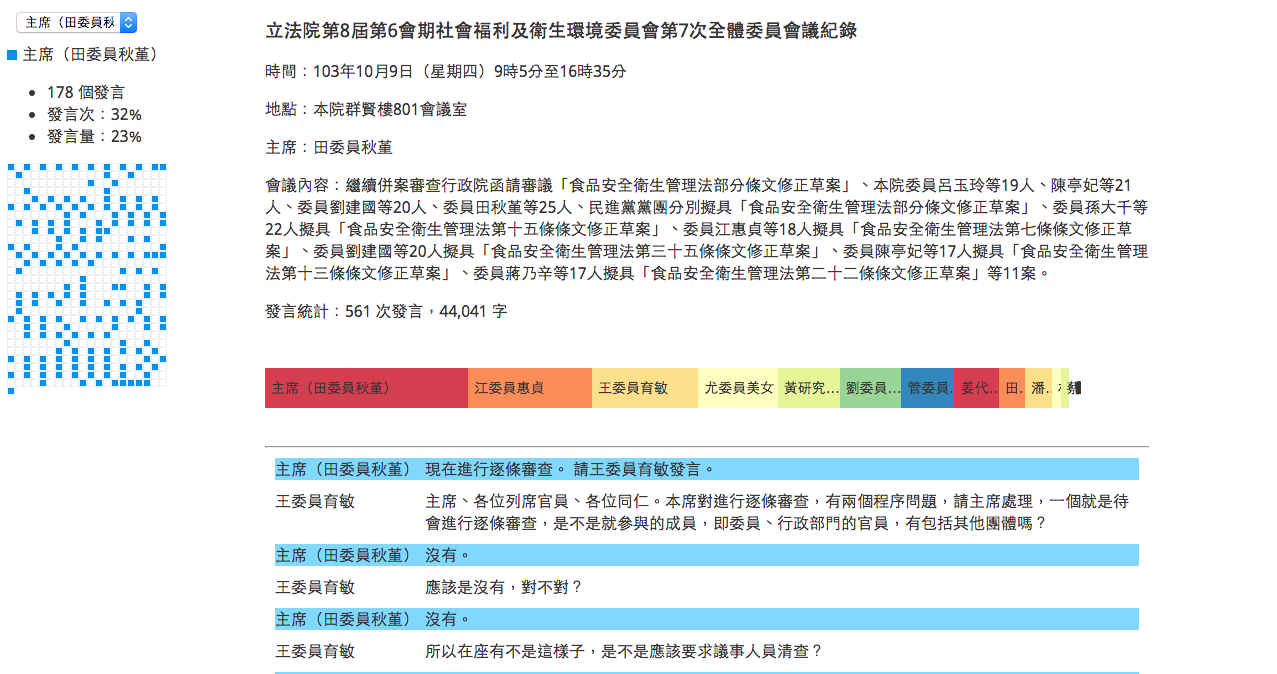 主席（田委員秋
主席（田委員秋堇）
178 個發言
發言次：32%
發言量：23%
立法院第8屆第6會期社會福利及衛生環境委員會第7次全體委員會議紀錄
時間：103年10月9日（星期四）9時5分至16時35分
地點：本院群賢樓801會議室
主席：田委員秋堇
會議內容：繼續併案審查行政院函請審議「食品安全衛生管理法部分條文修正草案」、本院委員呂玉玲等19人、陳亭妃等21
人、委員劉建國等20人、委員田秋堇等25人、民進黨黨團分別擬具「食品安全衛生管理法部分條文修正草案」、委員孫大千等
22人擬具「食品安全衛生管理法第十五條條文修正草案」、委員江惠貞等18人擬具「食品安全衛生管理法第七條條文修正草
案」、委員劉建國等20人擬具「食品安全衛生管理法第三十五條條文修正草案」、委員陳亭妃等17人擬具「食品安全衛生管理
法第十三條條文修正草案」、委員蔣乃辛等17人擬具「食品安全衛生管理法第二十二條條文修正草案」等11案。
發言統計：561 次發言，44,041 字
主席（田委員秋堇） 江委員惠貞 王委員育敏 尤委員美女 黃研究... 劉委員... 管委員.. 姜代.. 田.. 潘..
主席（田委員秋堇） 現在進行逐條審查。 請王委員育敏發言。
王委員育敏 主席、各位列席官員、各位同仁。本席對進行逐條審查，有兩個程序問題，請主席處理，一個就是待
會進行逐條審查，是不是就參與的成員，即委員、行政部門的官員，有包括其他團體嗎？
主席（田委員秋堇） 沒有。
王委員育敏 應該是沒有，對不對？
主席（田委員秋堇） 沒有。
王委員育敏 所以在座有不是這樣子，是不是應該要求議事人員清查？